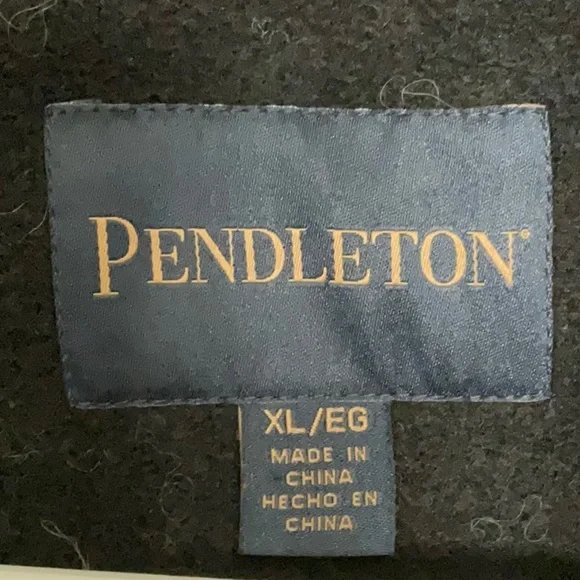 PENDLETON®
XL/EG
MADE IN
CHINA
HECHO EN
CHINA